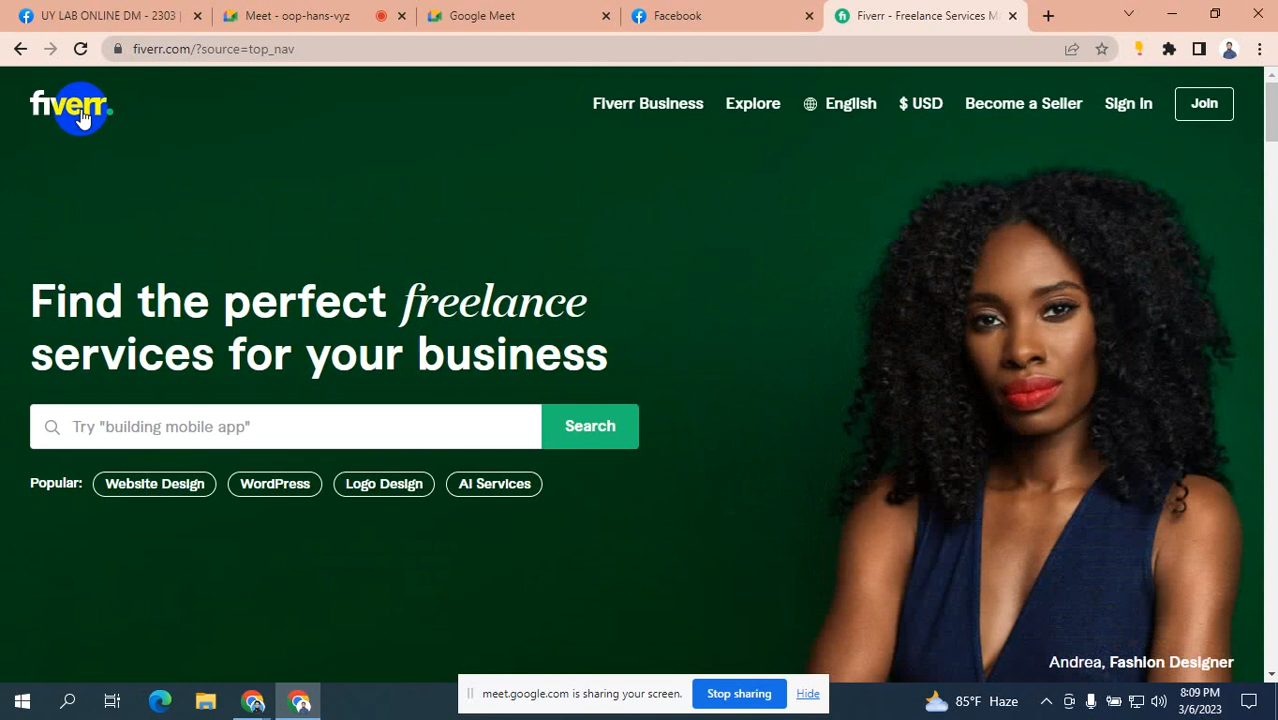 UY LAB ONLINE DM - 2303
Meet - oop-hans-vyz
Google Meet
Facebook
Fiverr - Freelance Services M
fiverr.com/?source=top_nav
fiverr.
Fiverr Business
Explore
English
$ USD
Become a Seller
Sign In
Join
Find the perfect freelance
services for your business
Try "building mobile app"
Search
Popular:
Website Design
WordPress
Logo Design
AI Services
Andrea, Fashion Designer
meet.google.com is sharing your screen.
Stop sharing
Hide
85°F Haze
8:09 PM
3/6/2023